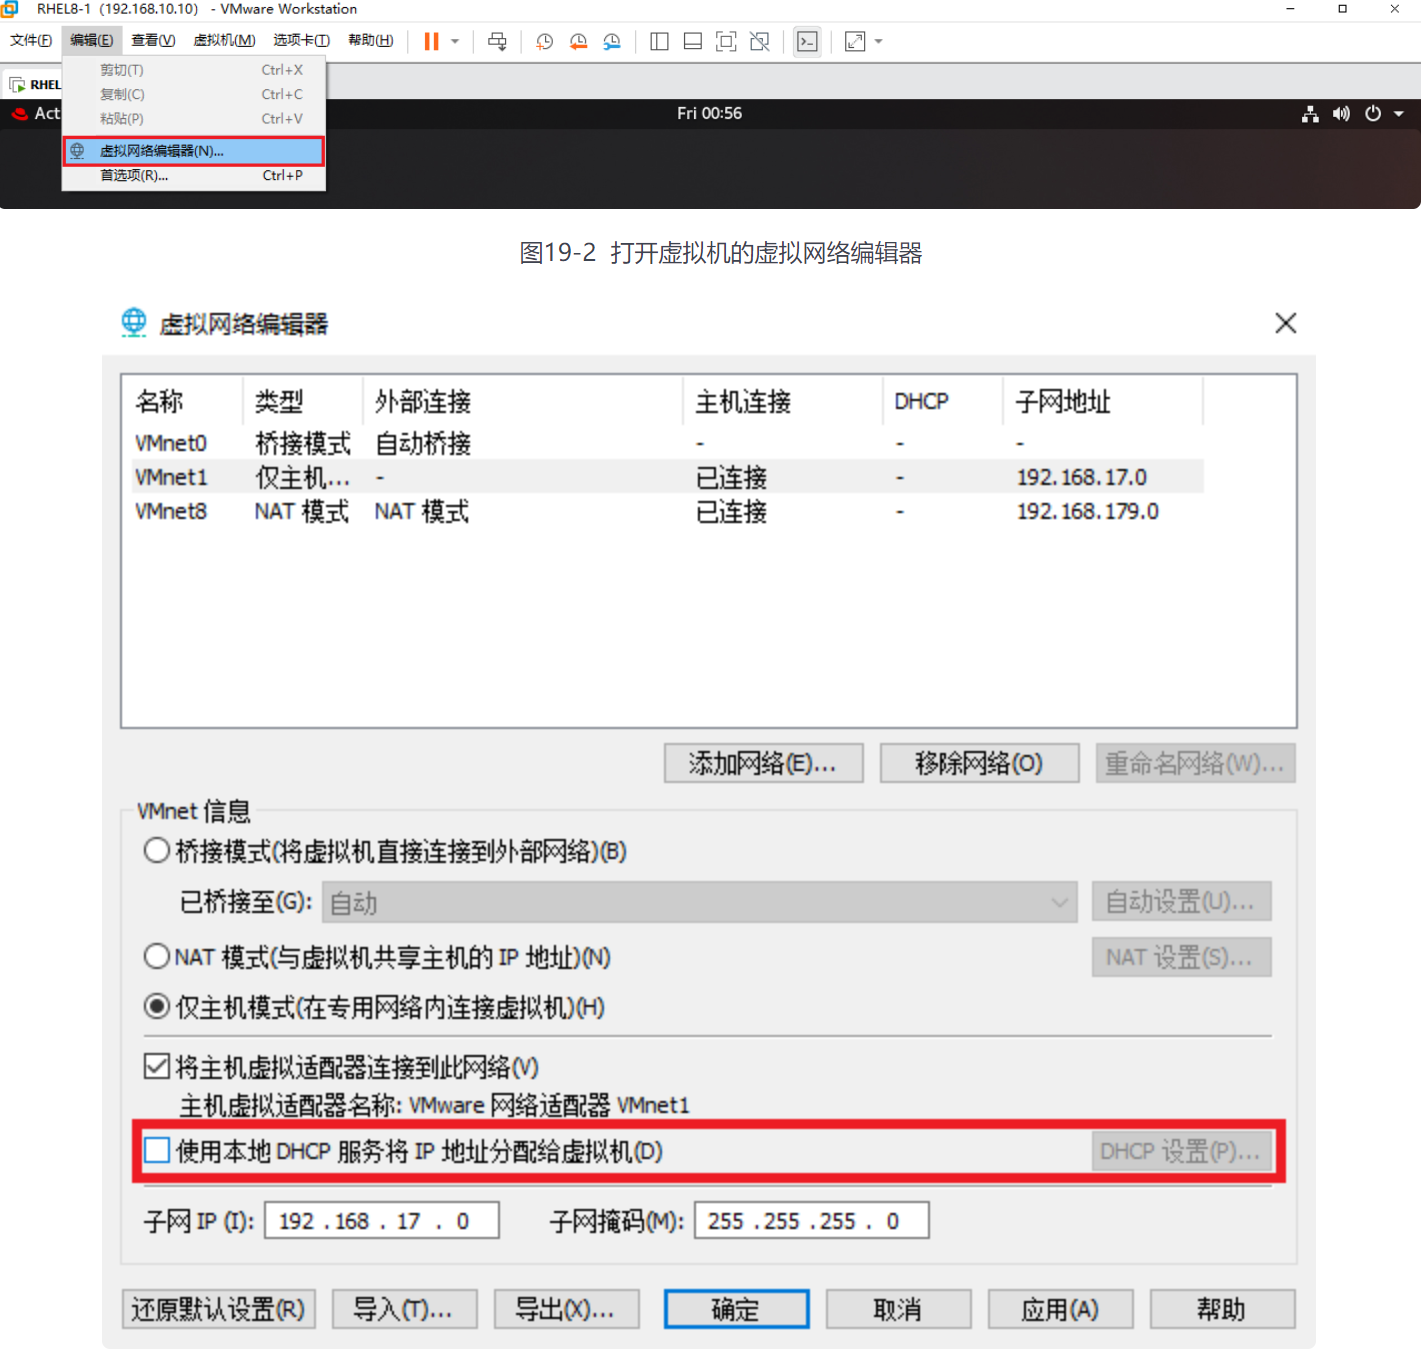 RHEL8-1（192.168.10.10） - VMware Workstation
文件(F) 编辑(E) 查看(V) 虚拟机(M) 选项卡(T) 帮助(H)
剪切(T) Ctrl+X
RHEL
复制(C) Ctrl+C
Act
粘贴(P) Ctrl+V
Fri 00:56
虚拟网络编辑器(N)...
首选项(R)... Ctrl+P
图19-2 打开虚拟机的虚拟网络编辑器
虚拟网络编辑器
名称 类型 外部连接 主机连接 DHCP 子网地址
VMnet0 桥接模式 自动桥接 - - -
VMnet1 仅主机... - 已连接 - 192.168.17.0
VMnet8 NAT 模式 NAT 模式 已连接 - 192.168.179.0
添加网络(E)... 移除网络(O) 重命名网络(W)...
VMnet 信息
桥接模式(将虚拟机直接连接到外部网络)(B)
已桥接至(G): 自动 自动设置(U)...
NAT 模式(与虚拟机共享主机的 IP 地址)(N) NAT 设置(S)...
仅主机模式(在专用网络内连接虚拟机)(H)
将主机虚拟适配器连接到此网络(V)
主机虚拟适配器名称: VMware 网络适配器 VMnet1
使用本地 DHCP 服务将 IP 地址分配给虚拟机(D) DHCP 设置(P)...
子网 IP (I): 192 . 168 . 17 . 0 子网掩码(M): 255 . 255 . 255 . 0
还原默认设置(R) 导入(T)... 导出(X)... 确定 取消 应用(A) 帮助